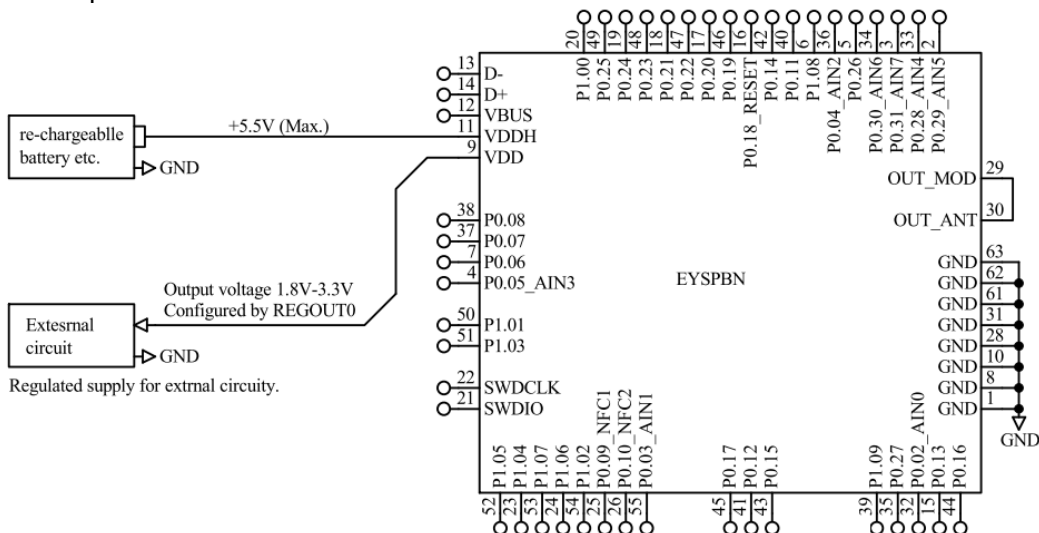 20 P1.00
49 P0.25
19 P0.24
48 P0.23
18 P0.21
47 P0.22
17 P0.20
46 P0.19
16 P0.18_RESET
42 P0.14
40 P0.11
6 P1.08
36 P0.04_AIN2
5 P0.26
34 P0.30_AIN6
3 P0.31_AIN7
33 P0.28_AIN4
2 P0.29_AIN5
13 D-
14 D+
12 VBUS
11 VDDH
9 VDD
re-chargeablle
battery etc.
+5.5V (Max.)
GND
38 P0.08
37 P0.07
7 P0.06
4 P0.05_AIN3
Output voltage 1.8V-3.3V
Configured by REGOUT0
Extesrnal
circuit
GND
Regulated supply for extrnal circuity.
50 P1.01
51 P1.03
22 SWDCLK
21 SWDIO
EYSPBN
OUT_MOD 29
OUT_ANT 30
GND 63
GND 62
GND 61
GND 31
GND 28
GND 10
GND 8
GND 1
GND
52 P1.05
23 P1.04
53 P1.07
24 P1.06
54 P1.02
25 P0.09_NFC1
26 P0.10_NFC2
55 P0.03_AIN1
45 P0.17
41 P0.12
43 P0.15
39 P1.09
35 P0.27
32 P0.02_AIN0
15 P0.13
44 P0.16